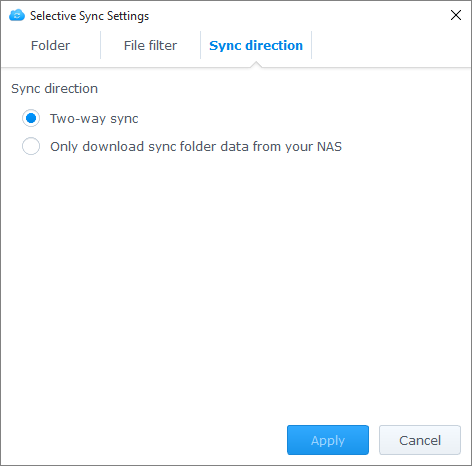 Selective Sync Settings
Folder File filter Sync direction
Sync direction
Two-way sync
Only download sync folder data from your NAS
Apply Cancel